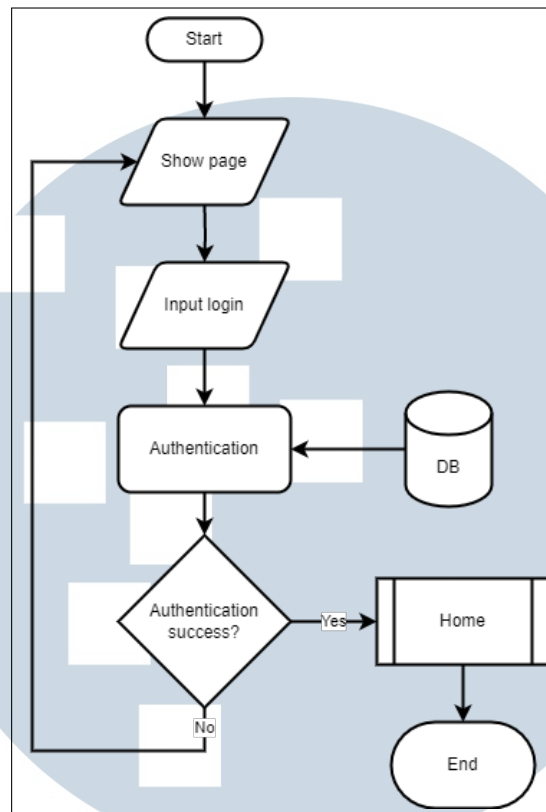 Start
Show page
Input login
Authentication
DB
Authentication
success?
Yes
Home
No
End